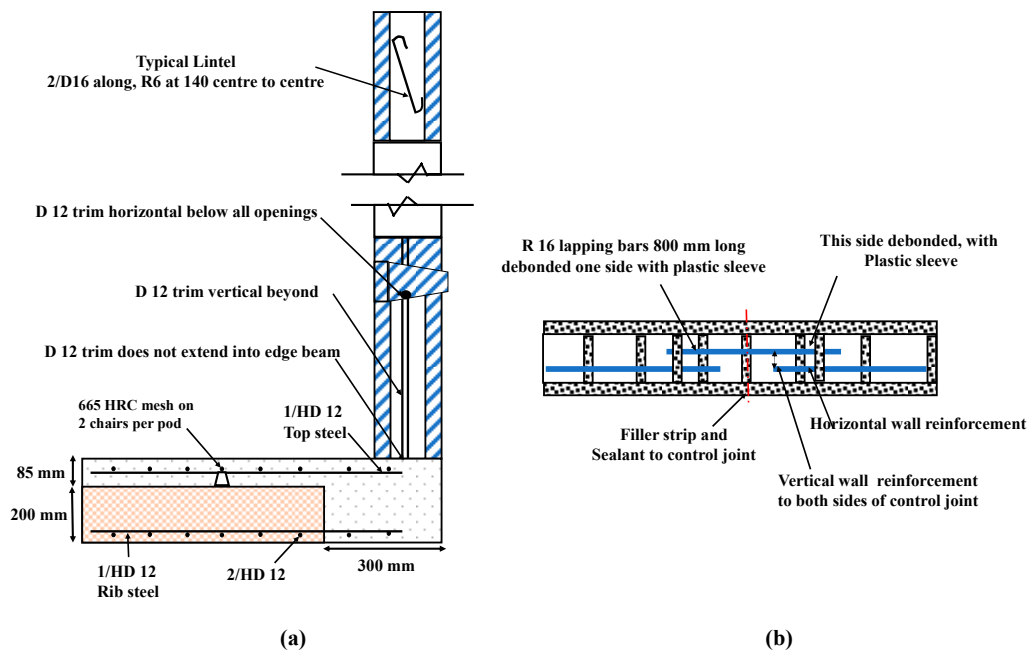 Typical Lintel
2/D16 along, R6 at 140 centre to centre
D 12 trim horizontal below all openings
D 12 trim vertical beyond
D 12 trim does not extend into edge beam
665 HRC mesh on
2 chairs per pod
1/HD 12
Top steel
85 mm
200 mm
1/HD 12
Rib steel
2/HD 12
300 mm
(a)
R 16 lapping bars 800 mm long
debonded one side with plastic sleeve
This side debonded, with
Plastic sleeve
Filler strip and
Sealant to control joint
Horizontal wall reinforcement
Vertical wall reinforcement
to both sides of control joint
(b)